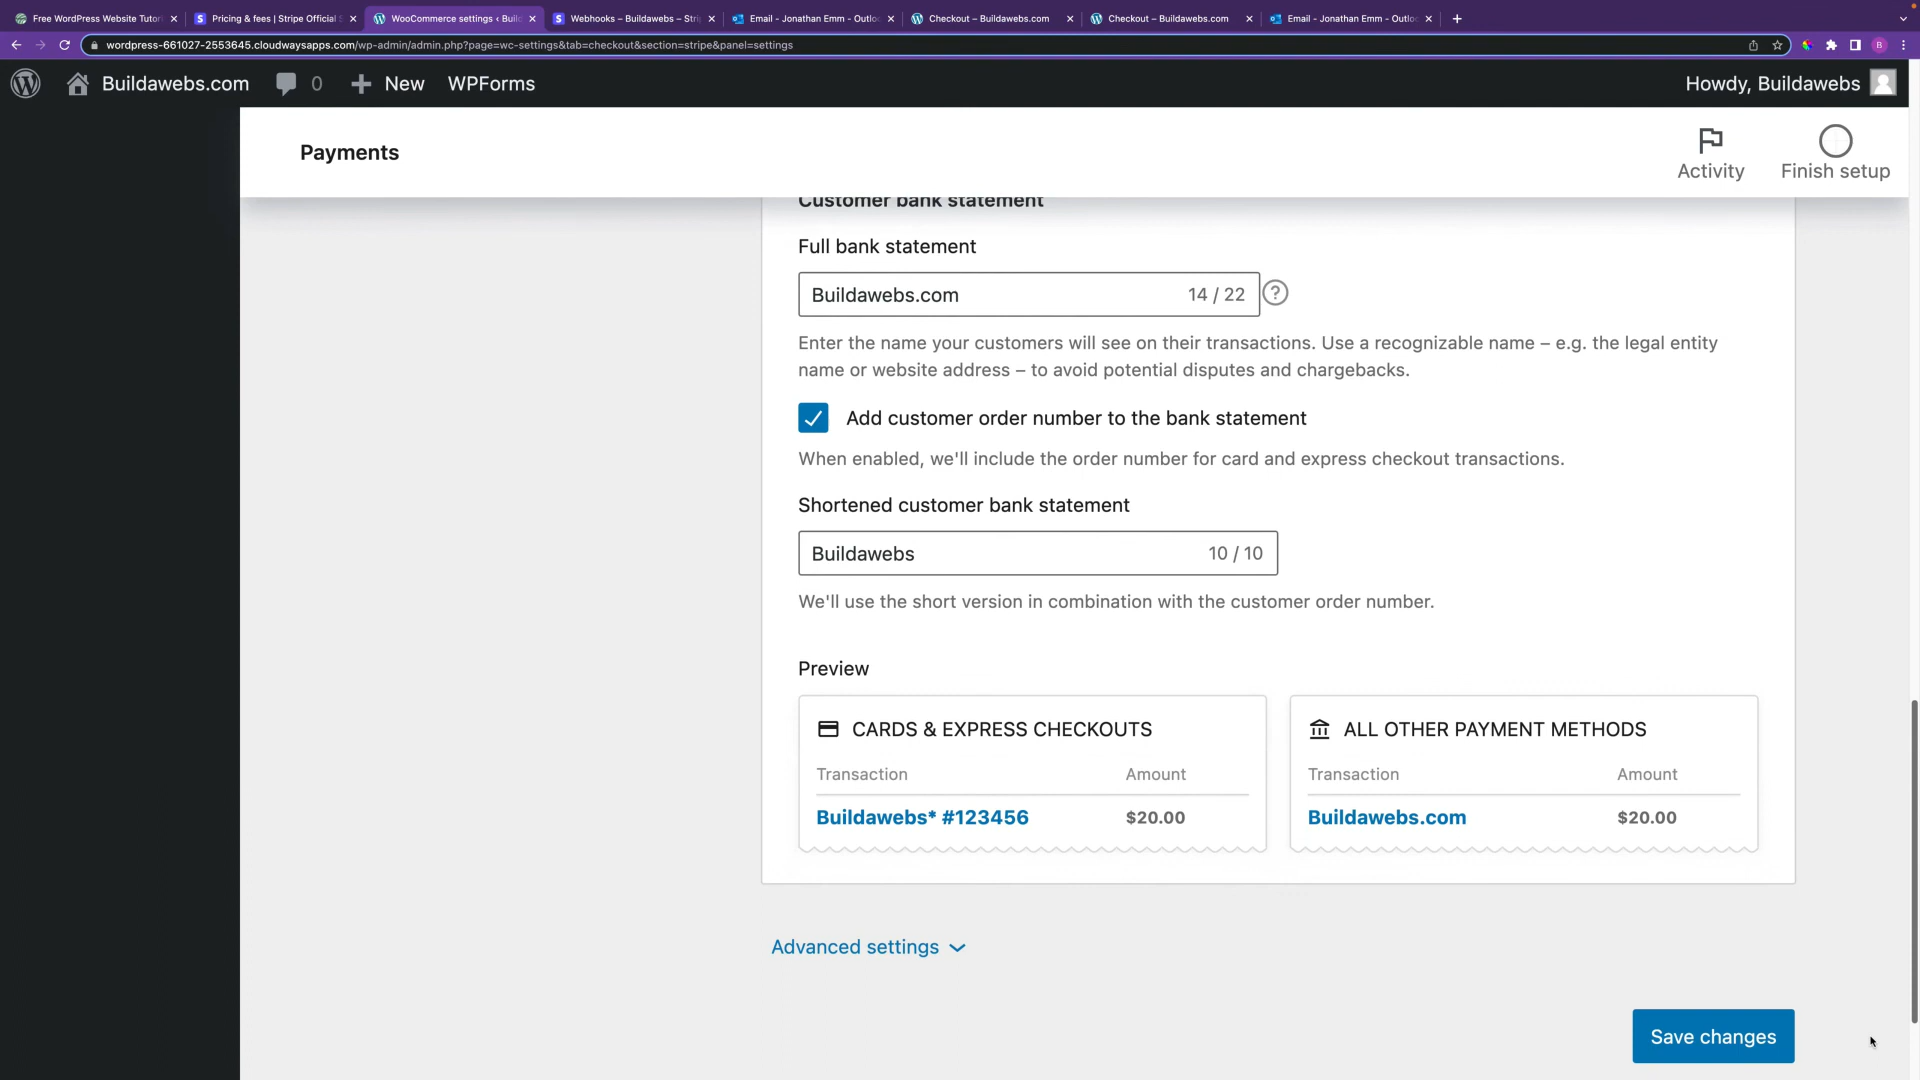 Free WordPress Website Tutori
Pricing & fees | Stripe Official S
WooCommerce settings ‹ Build
Webhooks – Buildawebs – Stri
Email - Jonathan Emm - Outloo
Checkout – Buildawebs.com
Checkout – Buildawebs.com
Email - Jonathan Emm - Outloo
wordpress-661027-2553645.cloudwaysapps.com/wp-admin/admin.php?page=wc-settings&tab=checkout&section=stripe&panel=settings
B
Buildawebs.com 0 New WPForms
Howdy, Buildawebs
Payments
Activity
Finish setup
Customer bank statement
Full bank statement
Buildawebs.com 14 / 22
Enter the name your customers will see on their transactions. Use a recognizable name – e.g. the legal entity
name or website address – to avoid potential disputes and chargebacks.
Add customer order number to the bank statement
When enabled, we'll include the order number for card and express checkout transactions.
Shortened customer bank statement
Buildawebs 10 / 10
We'll use the short version in combination with the customer order number.
Preview
CARDS & EXPRESS CHECKOUTS
Transaction Amount
Buildawebs* #123456 $20.00
ALL OTHER PAYMENT METHODS
Transaction Amount
Buildawebs.com $20.00
Advanced settings
Save changes